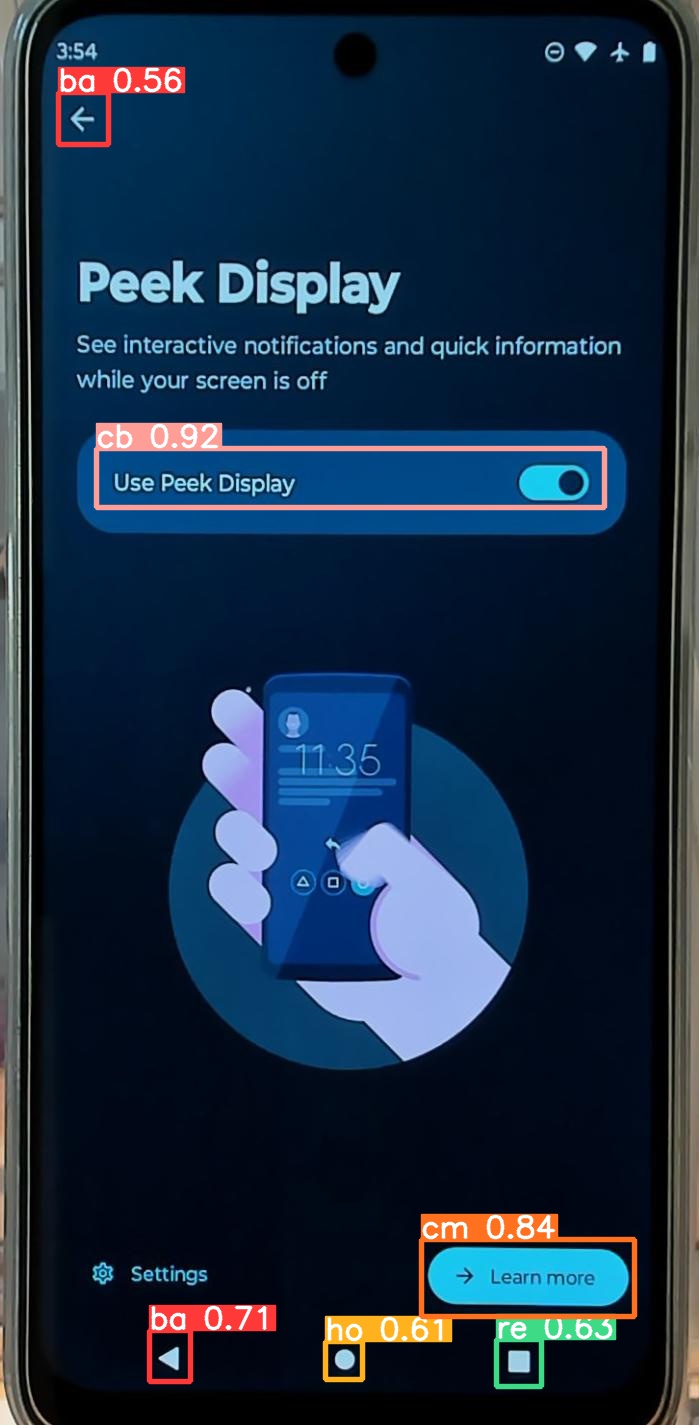 3:54
ba 0.56
Peek Display
See interactive notifications and quick information
while your screen is off
cb 0.92
Use Peek Display
11:35
cm 0.84
Settings
Learn more
ba 0.71
ho 0.61
re 0.63